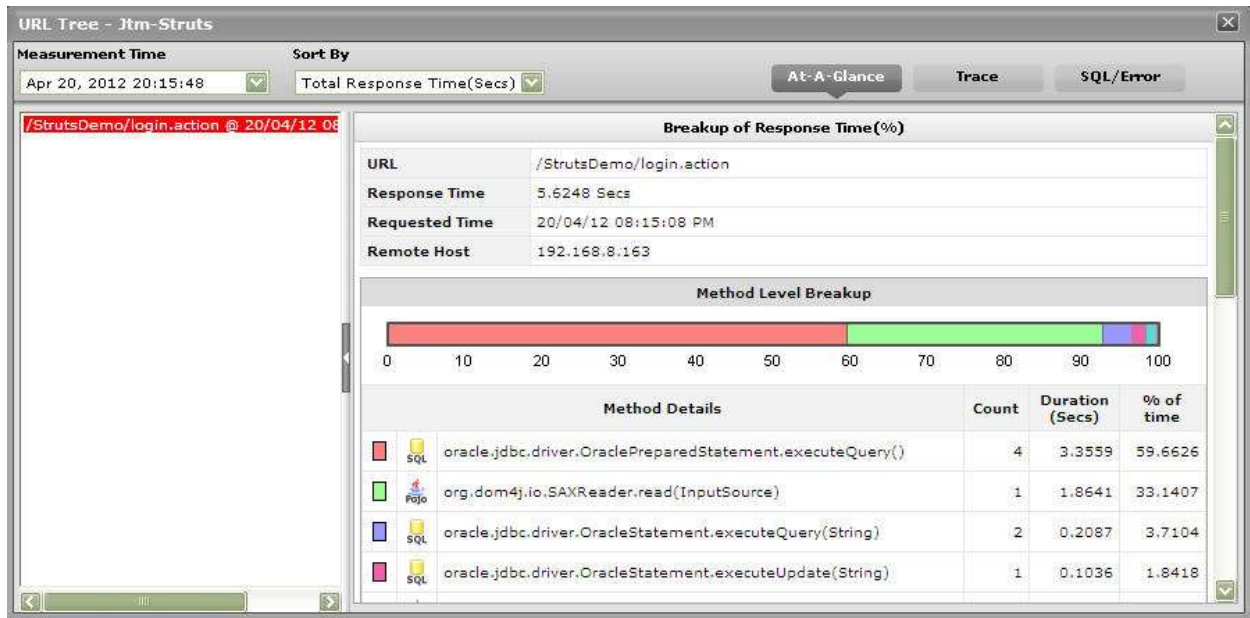 URL Tree - Jtm-Struts
Measurement Time
Sort By
Apr 20, 2012 20:15:48
Total Response Time(Secs)
At-A-Glance
Trace
SQL/Error
/StrutsDemo/login.action @ 20/04/12 08
Breakup of Response Time(%)
URL /StrutsDemo/login.action
Response Time 5.6248 Secs
Requested Time 20/04/12 08:15:08 PM
Remote Host 192.168.8.163
Method Level Breakup
0 10 20 30 40 50 60 70 80 90 100
Method Details Count Duration (Secs) % of time
SQL oracle.jdbc.driver.OraclePreparedStatement.executeQuery() 4 3.3559 59.6626
Pojo org.dom4j.io.SAXReader.read(InputSource) 1 1.8641 33.1407
SQL oracle.jdbc.driver.OracleStatement.executeQuery(String) 2 0.2087 3.7104
SQL oracle.jdbc.driver.OracleStatement.executeUpdate(String) 1 0.1036 1.8418